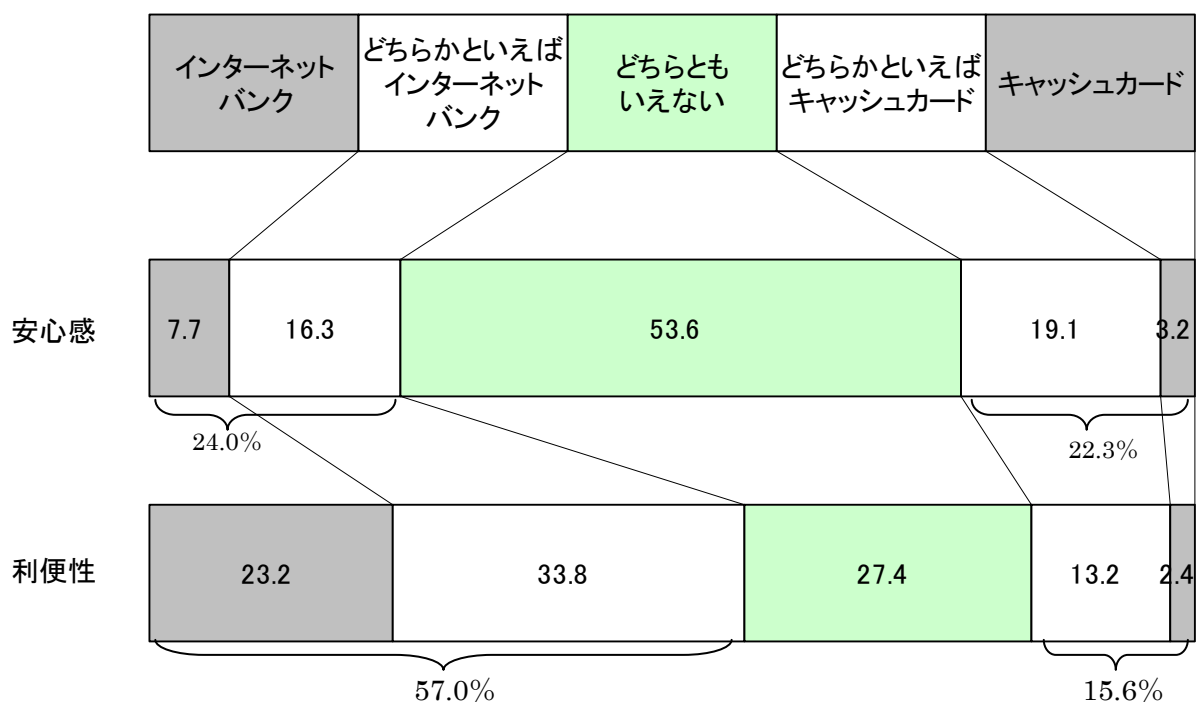 インターネット
バンク
どちらかといえば
インターネット
バンク
どちらとも
いえない
どちらかといえば
キャッシュカード
キャッシュカード
安心感
7.7
16.3
53.6
19.1
3.2
24.0%
22.3%
利便性
23.2
33.8
27.4
13.2
2.4
57.0%
15.6%